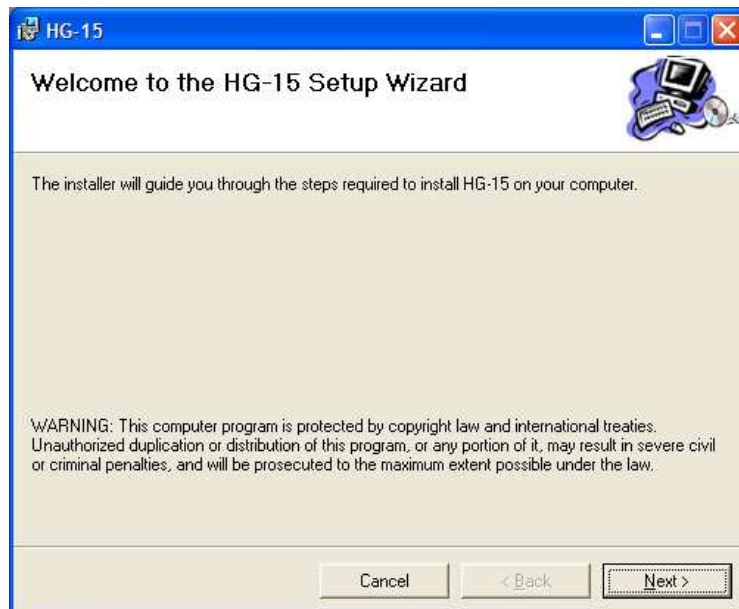 HG-15
Welcome to the HG-15 Setup Wizard
The installer will guide you through the steps required to install HG-15 on your computer.
WARNING: This computer program is protected by copyright law and international treaties.
Unauthorized duplication or distribution of this program, or any portion of it, may result in severe civil
or criminal penalties, and will be prosecuted to the maximum extent possible under the law.
Cancel < Back Next >